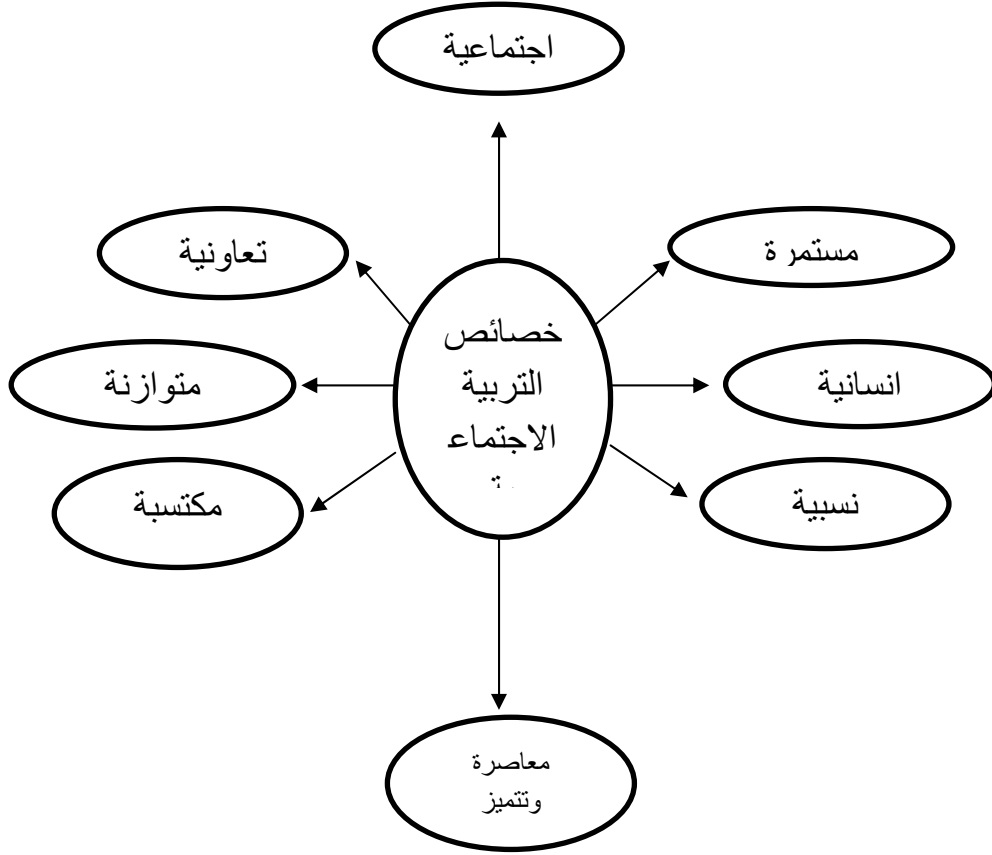 اجتماعية
مستمرة
تعاونية
خصائص
التربية
الاجتماع
انسانية
متوازنة
نسبية
مكتسبة
معاصرة
وتتميز